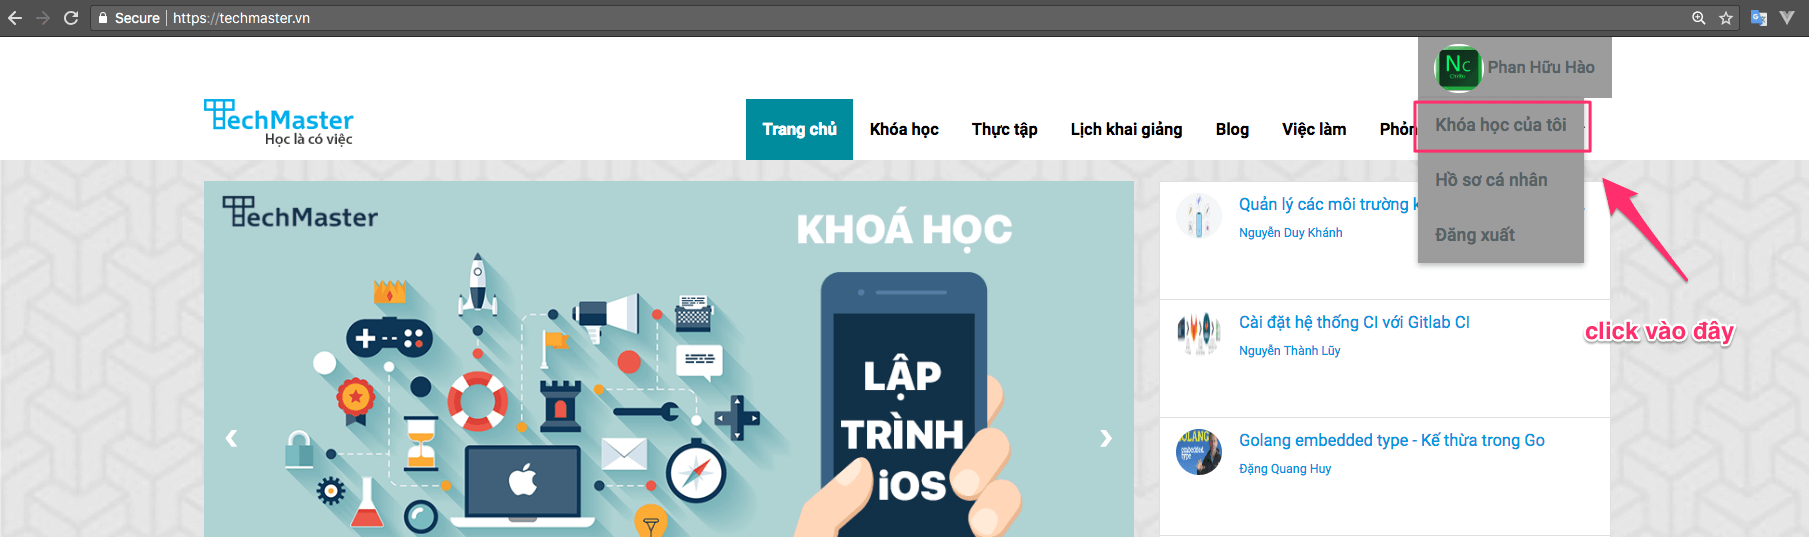 Secure | https://techmaster.vn
NC
Phan Hữu Hào
TechMaster
Học là có việc
Trang chủ
Khóa học
Thực tập
Lịch khai giảng
Blog
Việc làm
Phỏn
Khóa học của tôi
Hồ sơ cá nhân
Đăng xuất
click vào đây
TechMaster
KHOÁ HỌC
LẬP
TRÌNH
iOS
Quản lý các môi trường k
Nguyễn Duy Khánh
Cài đặt hệ thống CI với Gitlab CI
Nguyễn Thành Lũy
GOLANG
embedded
type
Golang embedded type - Kế thừa trong Go
Đặng Quang Huy